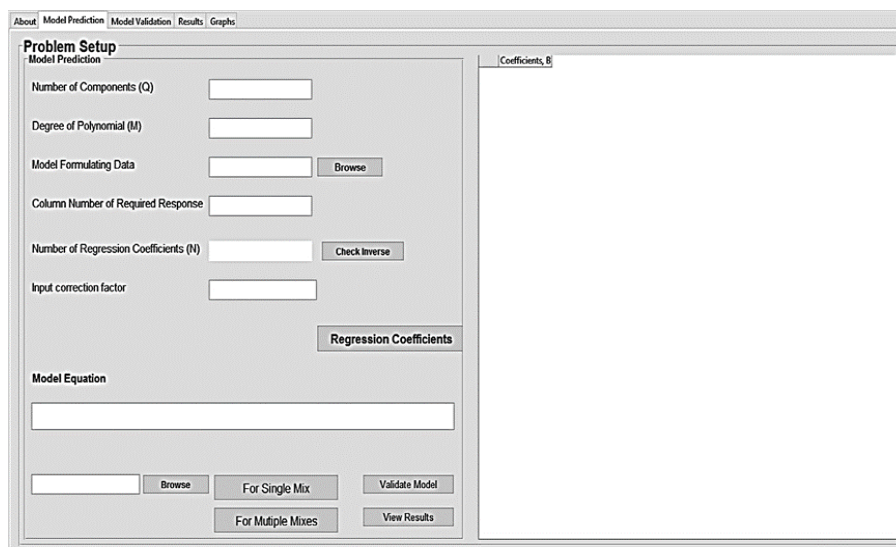 About Model Prediction Model Validation Results Graphs
Problem Setup
Model Prediction
Number of Components (Q)
Degree of Polynomial (M)
Model Formulating Data Browse
Column Number of Required Response
Number of Regression Coefficients (N) Check Inverse
Input correction factor
Regression Coefficients
Model Equation
Browse For Single Mix Validate Model
For Mutiple Mixes View Results
Coefficients, B